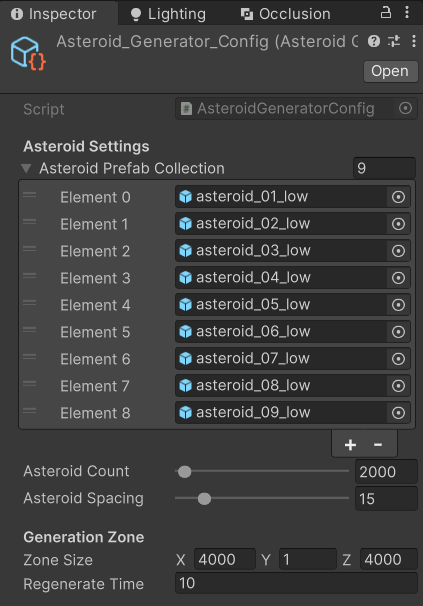 Inspector Lighting Occlusion
Asteroid_Generator_Config (Asteroid G
Open
Script AsteroidGeneratorConfig
Asteroid Settings
Asteroid Prefab Collection 9
Element 0 asteroid_01_low
Element 1 asteroid_02_low
Element 2 asteroid_03_low
Element 3 asteroid_04_low
Element 4 asteroid_05_low
Element 5 asteroid_06_low
Element 6 asteroid_07_low
Element 7 asteroid_08_low
Element 8 asteroid_09_low
+ -
Asteroid Count 2000
Asteroid Spacing 15
Generation Zone
Zone Size X 4000 Y 1 Z 4000
Regenerate Time 10